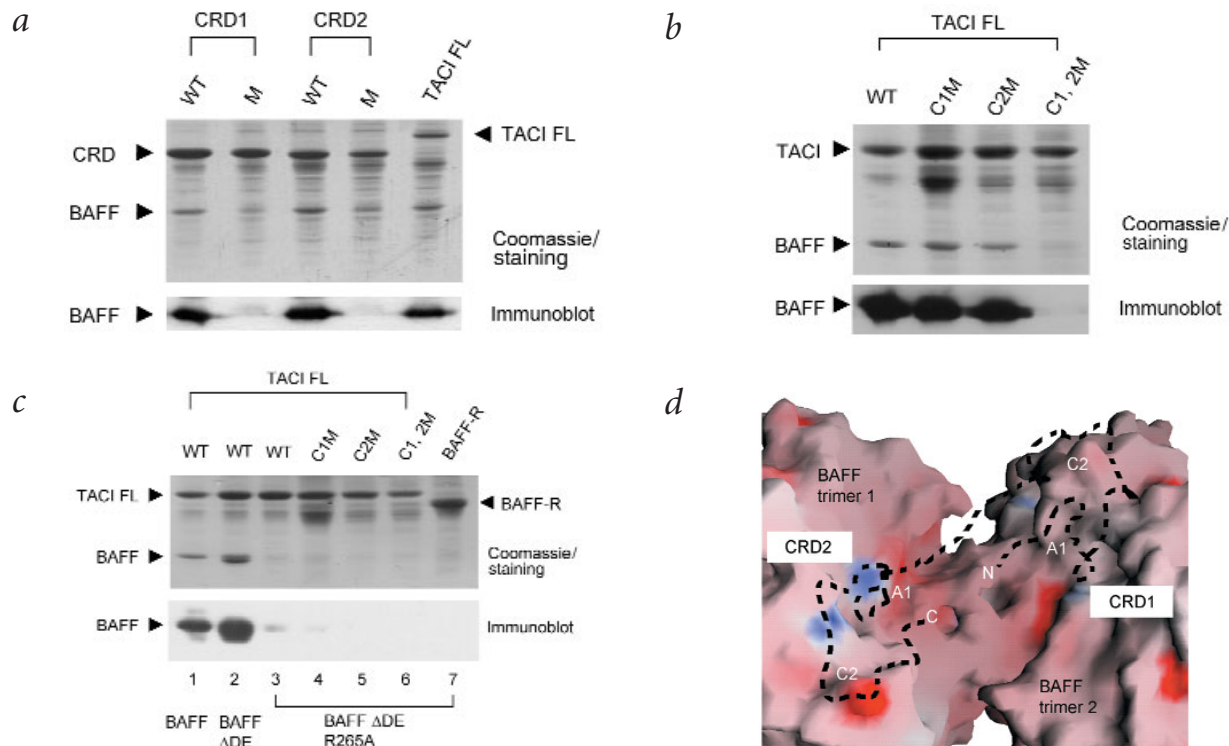 a
CRD1 CRD2
WT M WT M TACI FL
TACI FL
CRD
BAFF
Coomassie/
staining
BAFF
Immunoblot
b
TACI FL
WT C1M C2M C1, 2M
TACI
BAFF
Coomassie/
staining
BAFF
Immunoblot
c
TACI FL
WT WT WT C1M C2M C1, 2M BAFF-R
TACI FL
BAFF-R
BAFF
Coomassie/
staining
BAFF
Immunoblot
1 2 3 4 5 6 7
BAFF BAFF ΔDE BAFF ΔDE R265A
d
BAFF
trimer 1
C2
CRD2
A1
N
A1
C
CRD1
C2
BAFF
trimer 2